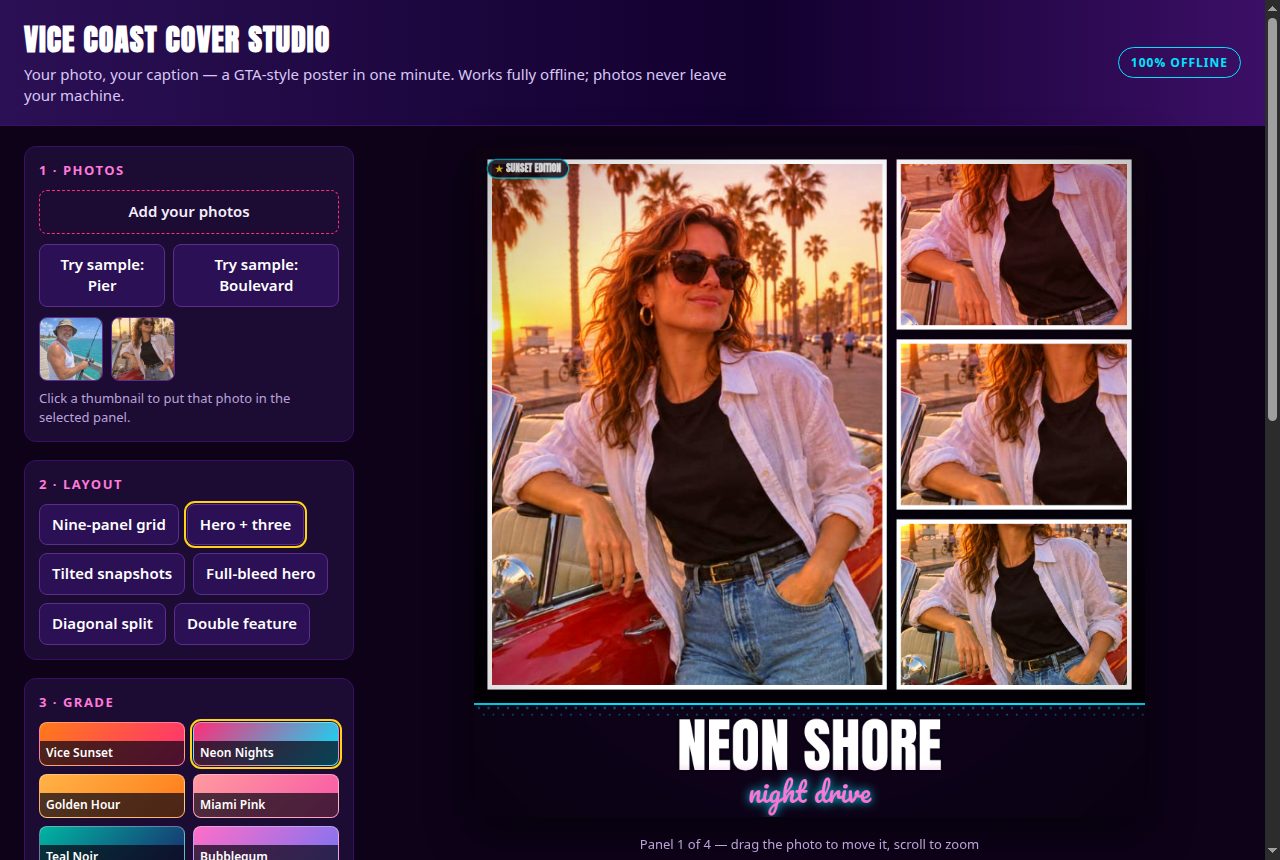 VICE COAST COVER STUDIO
Your photo, your caption — a GTA-style poster in one minute. Works fully offline; photos never leave
your machine.
100% OFFLINE
1 · PHOTOS
Add your photos
Try sample:
Pier
Try sample:
Boulevard
Click a thumbnail to put that photo in the
selected panel.
2 · LAYOUT
Nine-panel grid
Hero + three
Tilted snapshots
Full-bleed hero
Diagonal split
Double feature
3 · GRADE
Vice Sunset
Neon Nights
Golden Hour
Miami Pink
Teal Noir
Bubblegum
★ SUNSET EDITION
NEON SHORE
night drive
Panel 1 of 4 — drag the photo to move it, scroll to zoom